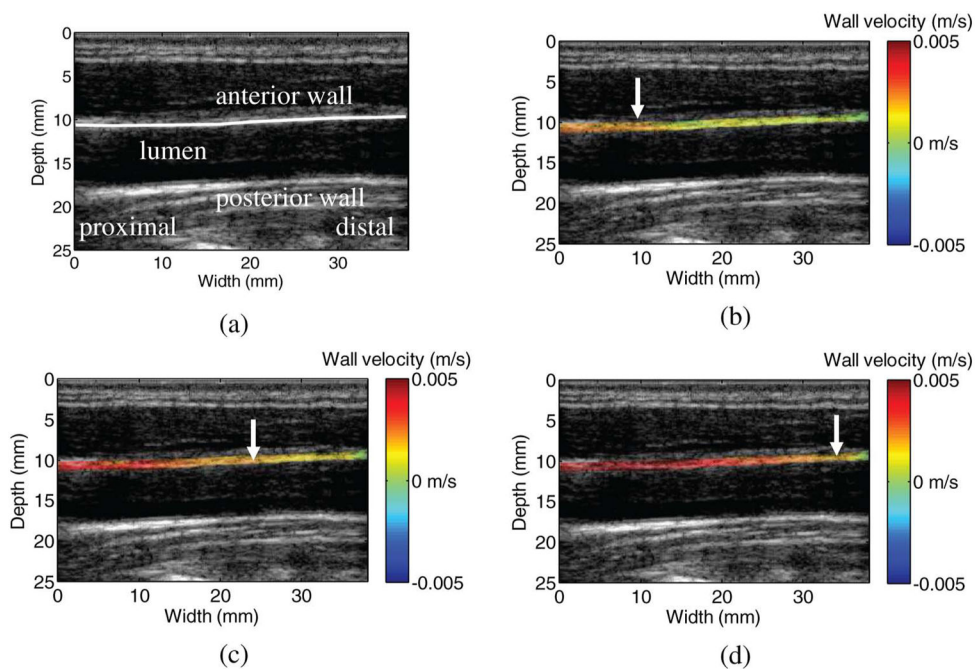 0
5
10
15
20
25
Depth (mm)
anterior wall
lumen
posterior wall
proximal
distal
0 10 20 30
Width (mm)
(a)
Wall velocity (m/s)
0
5
10
15
20
25
Depth (mm)
0.005
0 m/s
-0.005
0 10 20 30
Width (mm)
(b)
Wall velocity (m/s)
0
5
10
15
20
25
Depth (mm)
0.005
0 m/s
-0.005
0 10 20 30
Width (mm)
(c)
Wall velocity (m/s)
0
5
10
15
20
25
Depth (mm)
0.005
0 m/s
-0.005
0 10 20 30
Width (mm)
(d)